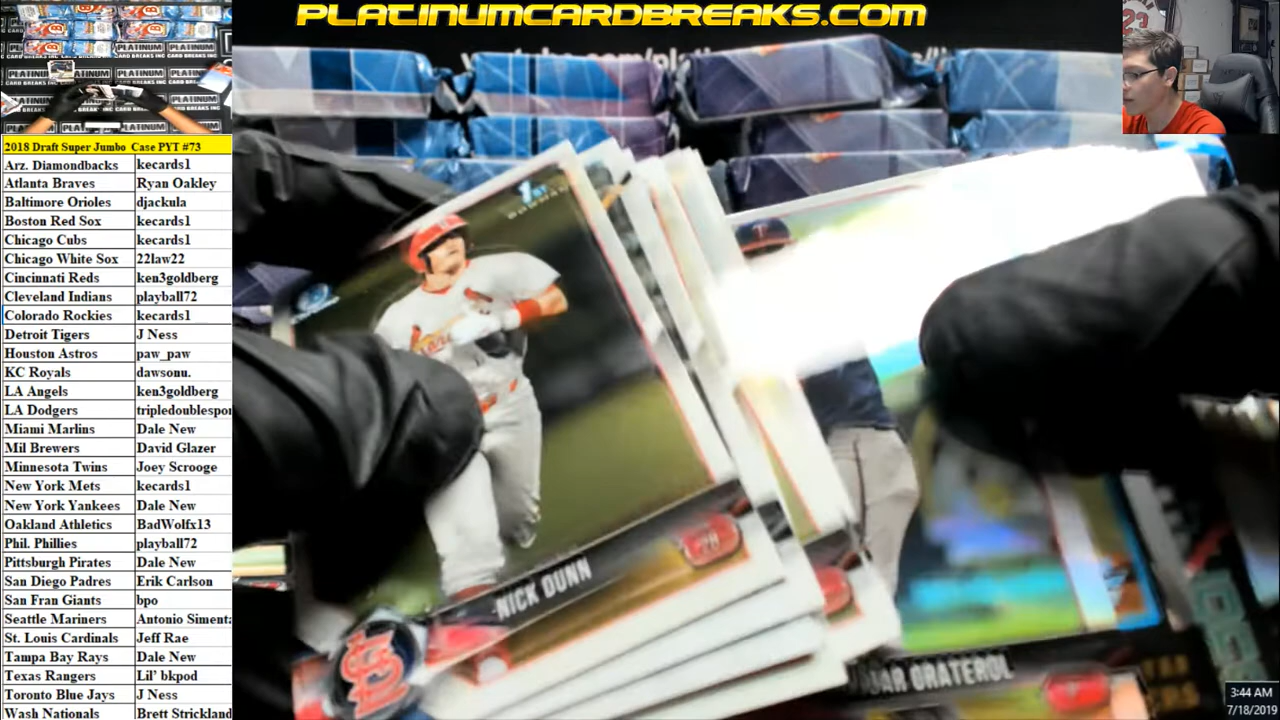 PLATINUMCARDBREAKS.COM
2018 Draft Super Jumbo Case PYT #73
Arz. Diamondbacks kecards1
Atlanta Braves Ryan Oakley
Baltimore Orioles djackula
Boston Red Sox kecards1
Chicago Cubs kecards1
Chicago White Sox 22law22
Cincinnati Reds ken3goldberg
Cleveland Indians playball72
Colorado Rockies kecards1
Detroit Tigers J Ness
Houston Astros paw_paw
KC Royals dawsonu.
LA Angels ken3goldberg
LA Dodgers tripledoublespor
Miami Marlins Dale New
Mil Brewers David Glazer
Minnesota Twins Joey Scrooge
New York Mets kecards1
New York Yankees Dale New
Oakland Athletics BadWolfx13
Phil. Phillies playball72
Pittsburgh Pirates Dale New
San Diego Padres Erik Carlson
San Fran Giants bpo
Seattle Mariners Antonio Siment
St. Louis Cardinals Jeff Rae
Tampa Bay Rays Dale New
Texas Rangers Lil' bkpod
Toronto Blue Jays J Ness
Wash Nationals Brett Strickland
1ST
BOWMAN
NICK DUNN
GRATEROL
PLATINUM
3:44 AM
7/18/2019